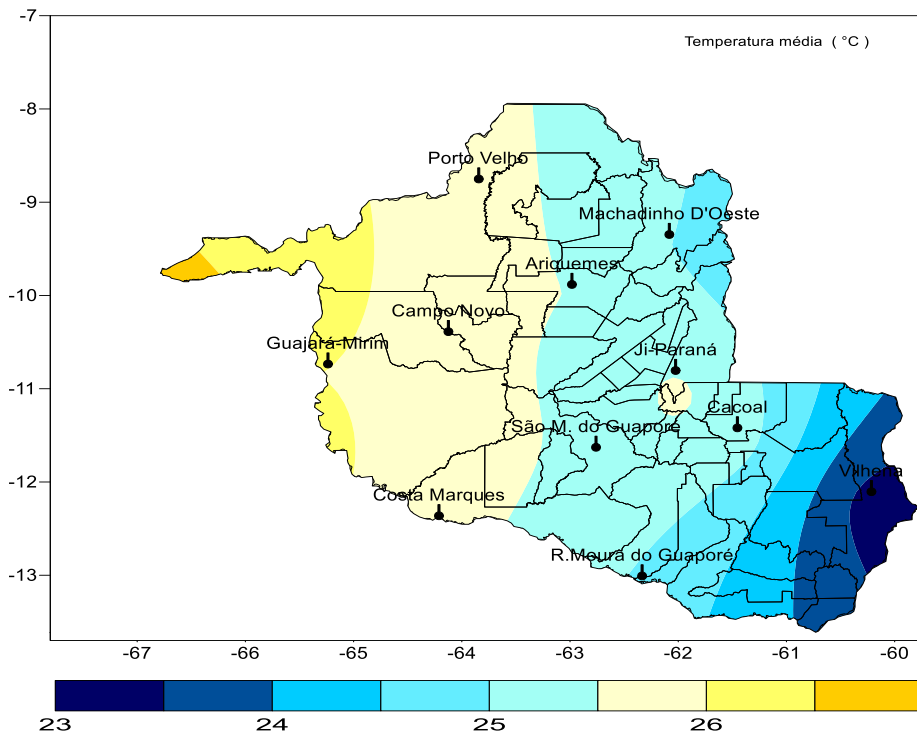 -7
Temperatura média ( °C )
-8
Porto Velho
-9
Machadinho D'Oeste
Ariquemes
-10
Campo Novo
Guajará-Mirim
Ji-Paraná
-11
Cacoal
São M. do Guaporé
-12
Vilhena
Costa Marques
R.Moura do Guaporé
-13
-67 -66 -65 -64 -63 -62 -61 -60
23 24 25 26